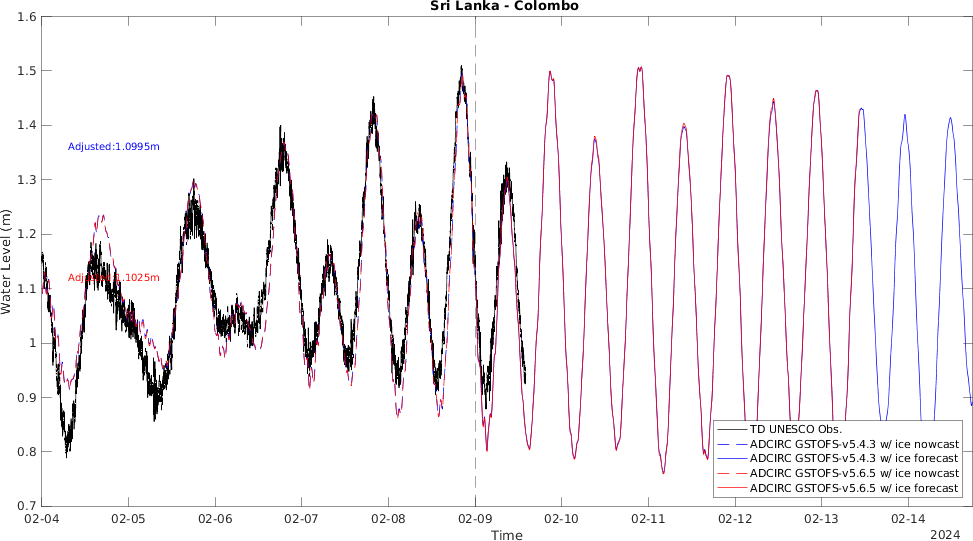 Sri Lanka - Colombo
1.6
1.5
1.4
1.3
1.2
1.1
1
0.9
0.8
0.7
Water Level (m)
Adjusted:1.0995m
Adjusted:1.1025m
TD UNESCO Obs.
ADCIRC GSTOFS-v5.4.3 w/ ice nowcast
ADCIRC GSTOFS-v5.4.3 w/ ice forecast
ADCIRC GSTOFS-v5.6.5 w/ ice nowcast
ADCIRC GSTOFS-v5.6.5 w/ ice forecast
02-04 02-05 02-06 02-07 02-08 02-09 02-10 02-11 02-12 02-13 02-14
Time
2024